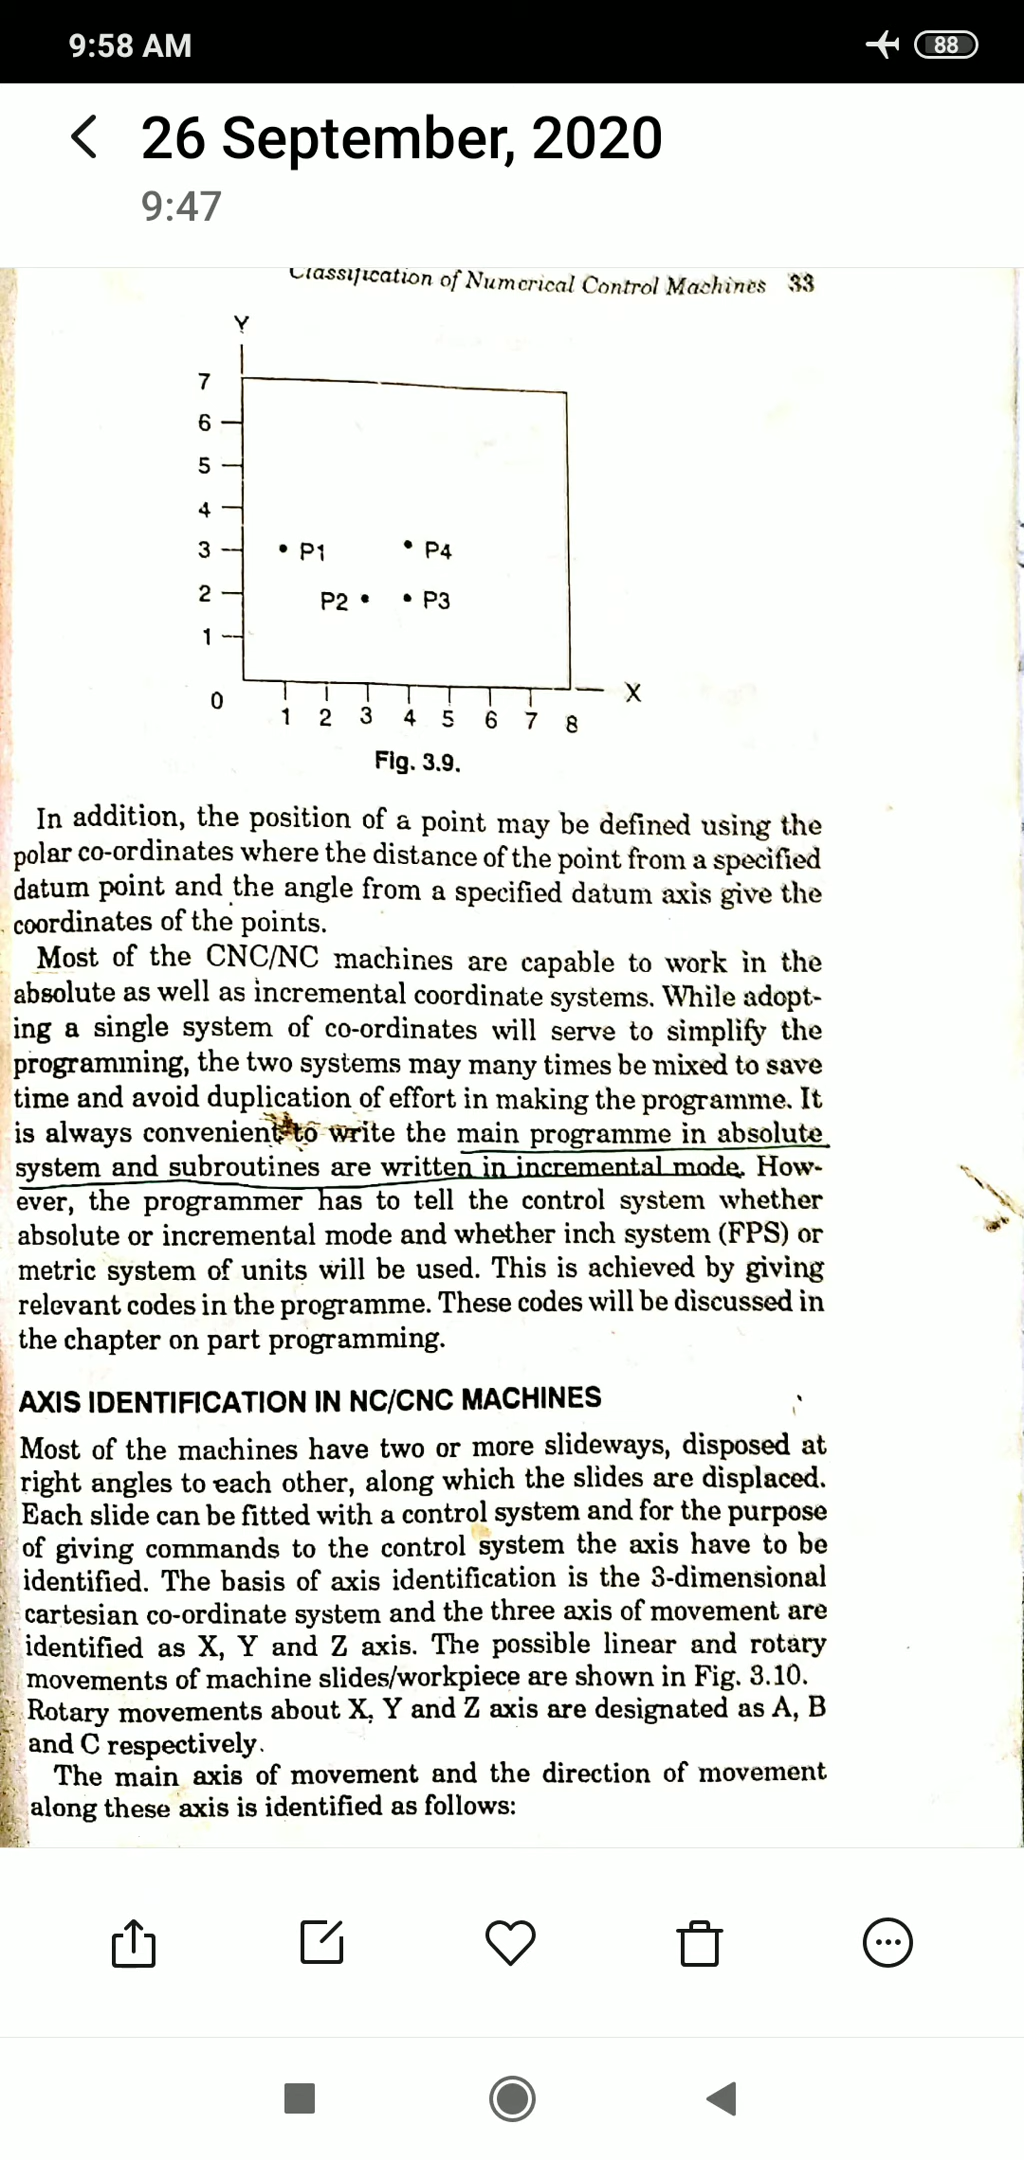 9:58 AM
88
26 September, 2020
9:47
Classification of Numerical Control Machines 33
Y
7
6
5
4
3
2
1
0
P1
P4
P2
P3
X
1 2 3 4 5 6 7 8
Fig. 3.9.
In addition, the position of a point may be defined using the
polar co-ordinates where the distance of the point from a specified
datum point and the angle from a specified datum axis give the
coordinates of the points.
Most of the CNC/NC machines are capable to work in the
absolute as well as incremental coordinate systems. While adopt-
ing a single system of co-ordinates will serve to simplify the
programming, the two systems may many times be mixed to save
time and avoid duplication of effort in making the programme. It
is always convenient to write the main programme in absolute
system and subroutines are written in incremental mode. How-
ever, the programmer has to tell the control system whether
absolute or incremental mode and whether inch system (FPS) or
metric system of units will be used. This is achieved by giving
relevant codes in the programme. These codes will be discussed in
the chapter on part programming.
AXIS IDENTIFICATION IN NC/CNC MACHINES
Most of the machines have two or more slideways, disposed at
right angles to each other, along which the slides are displaced.
Each slide can be fitted with a control system and for the purpose
of giving commands to the control system the axis have to be
identified. The basis of axis identification is the 3-dimensional
cartesian co-ordinate system and the three axis of movement are
identified as X, Y and Z axis. The possible linear and rotary
movements of machine slides/workpiece are shown in Fig. 3.10.
Rotary movements about X, Y and Z axis are designated as A, B
and C respectively.
The main axis of movement and the direction of movement
along these axis is identified as follows: